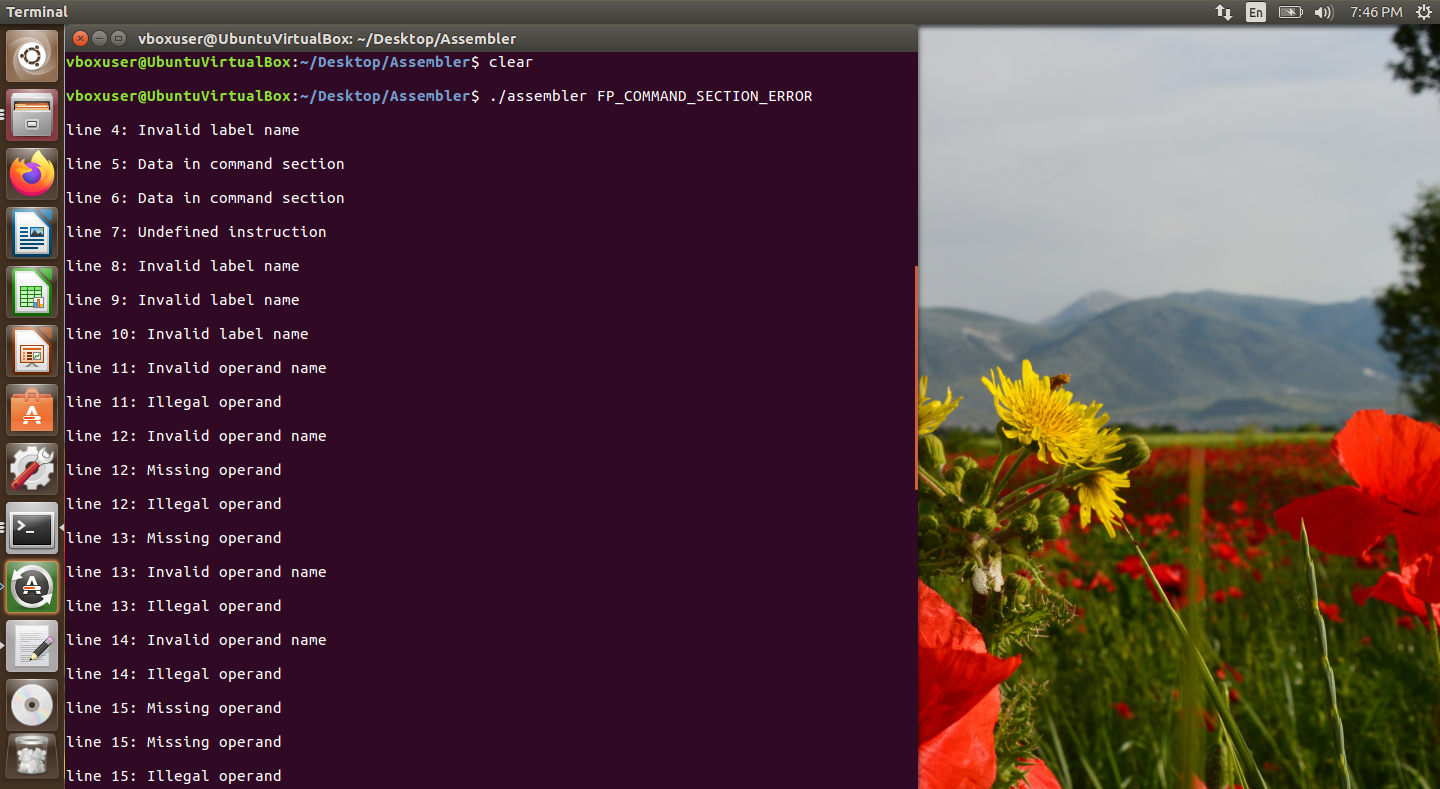 Terminal
En
7:46 PM
vboxuser@UbuntuVirtualBox: ~/Desktop/Assembler
vboxuser@UbuntuVirtualBox:~/Desktop/Assembler$ clear
vboxuser@UbuntuVirtualBox:~/Desktop/Assembler$ ./assembler FP_COMMAND_SECTION_ERROR
line 4: Invalid label name
line 5: Data in command section
line 6: Data in command section
line 7: Undefined instruction
line 8: Invalid label name
line 9: Invalid label name
line 10: Invalid label name
line 11: Invalid operand name
line 11: Illegal operand
line 12: Invalid operand name
line 12: Missing operand
line 12: Illegal operand
line 13: Missing operand
line 13: Invalid operand name
line 13: Illegal operand
line 14: Invalid operand name
line 14: Illegal operand
line 15: Missing operand
line 15: Missing operand
line 15: Illegal operand